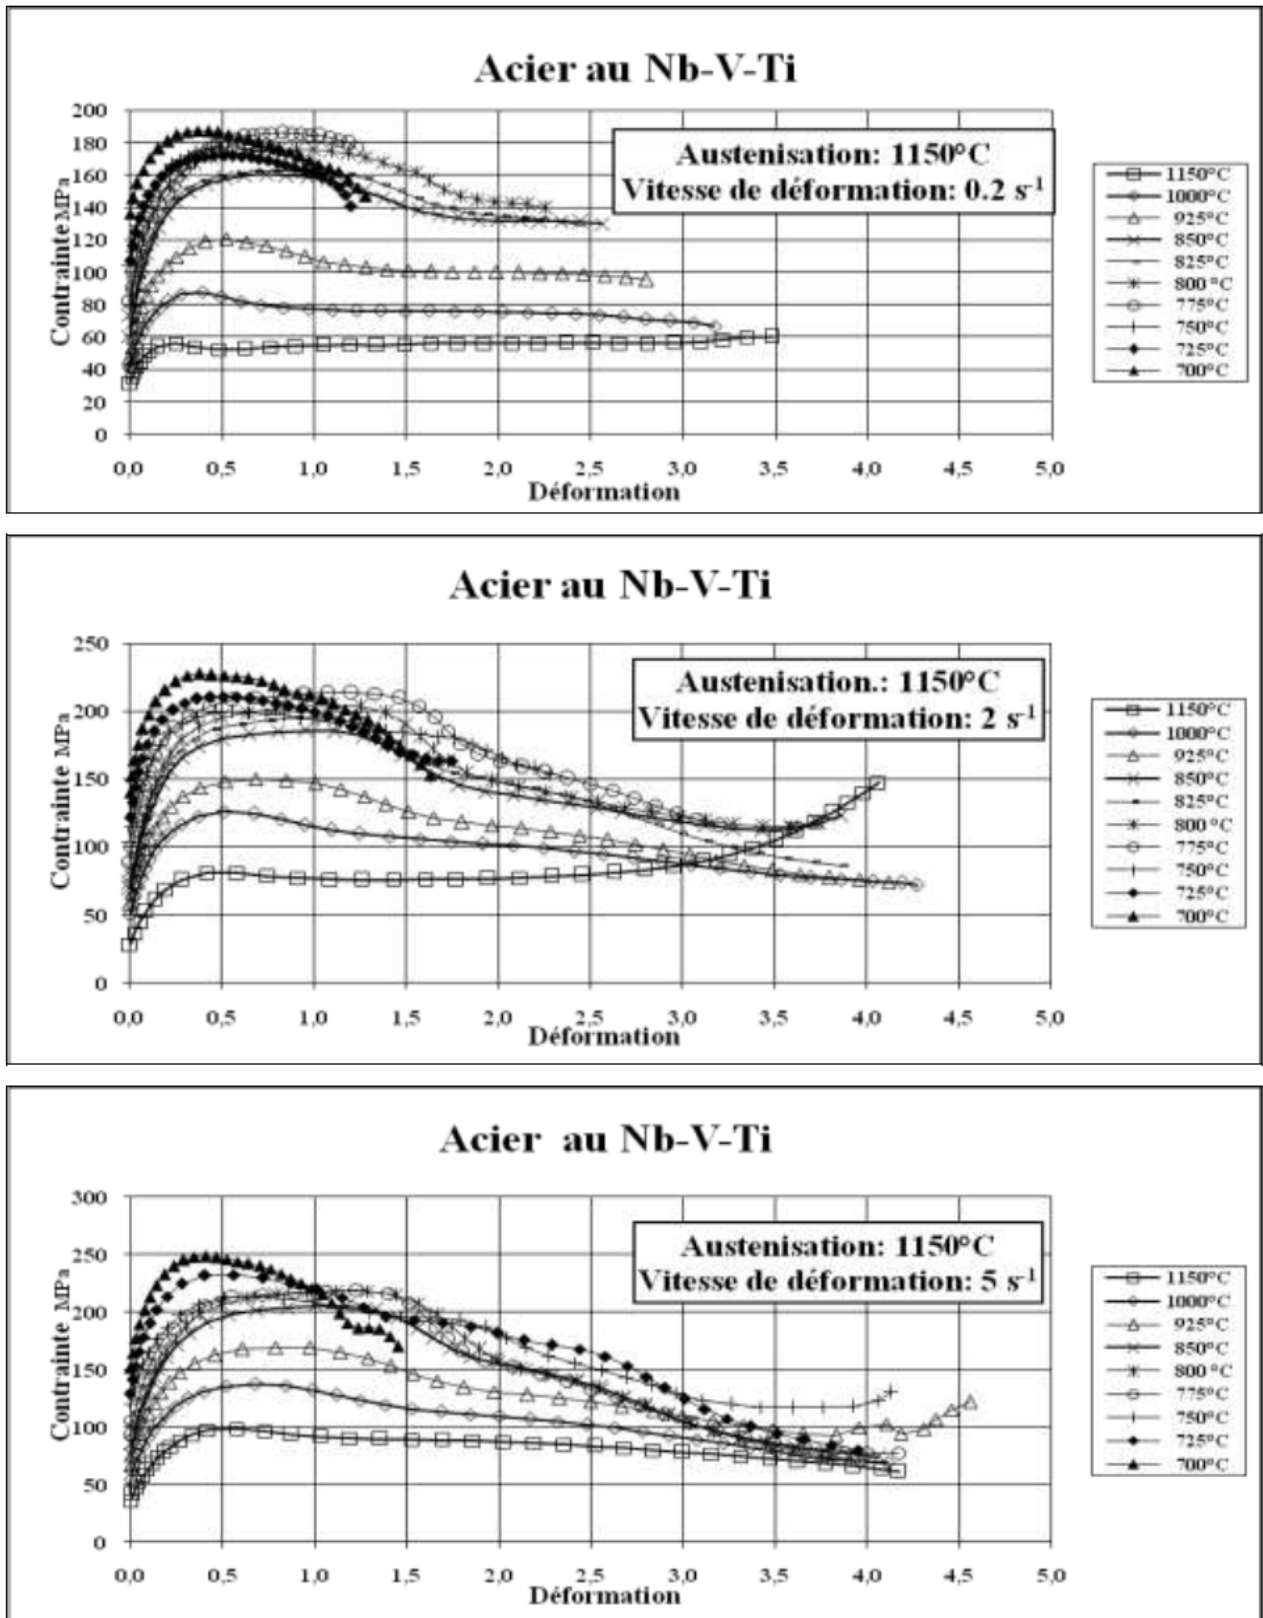 Acier au Nb-V-Ti
200
180
160
140
120
100
80
60
40
20
0
Contrainte MPa
Austenisation: 1150°C
Vitesse de déformation: 0.2 s-1
0,0 0,5 1,0 1,5 2,0 2,5 3,0 3,5 4,0 4,5 5,0
Déformation
1150°C
1000°C
925°C
850°C
825°C
800 °C
775°C
750°C
725°C
700°C
Acier au Nb-V-Ti
250
200
150
100
50
0
Contrainte MPa
Austenisation.: 1150°C
Vitesse de déformation: 2 s-1
0,0 0,5 1,0 1,5 2,0 2,5 3,0 3,5 4,0 4,5 5,0
Déformation
1150°C
1000°C
925°C
850°C
825°C
800 °C
775°C
750°C
725°C
700°C
Acier au Nb-V-Ti
300
250
200
150
100
50
0
Contrainte MPa
Austenisation: 1150°C
Vitesse de déformation: 5 s-1
0,0 0,5 1,0 1,5 2,0 2,5 3,0 3,5 4,0 4,5 5,0
Déformation
1150°C
1000°C
925°C
850°C
800 °C
775°C
750°C
725°C
700°C